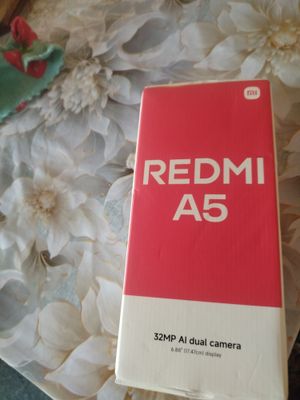 mi
REDMI
A5
32MP AI dual camera
6.88" (17.47cm) display